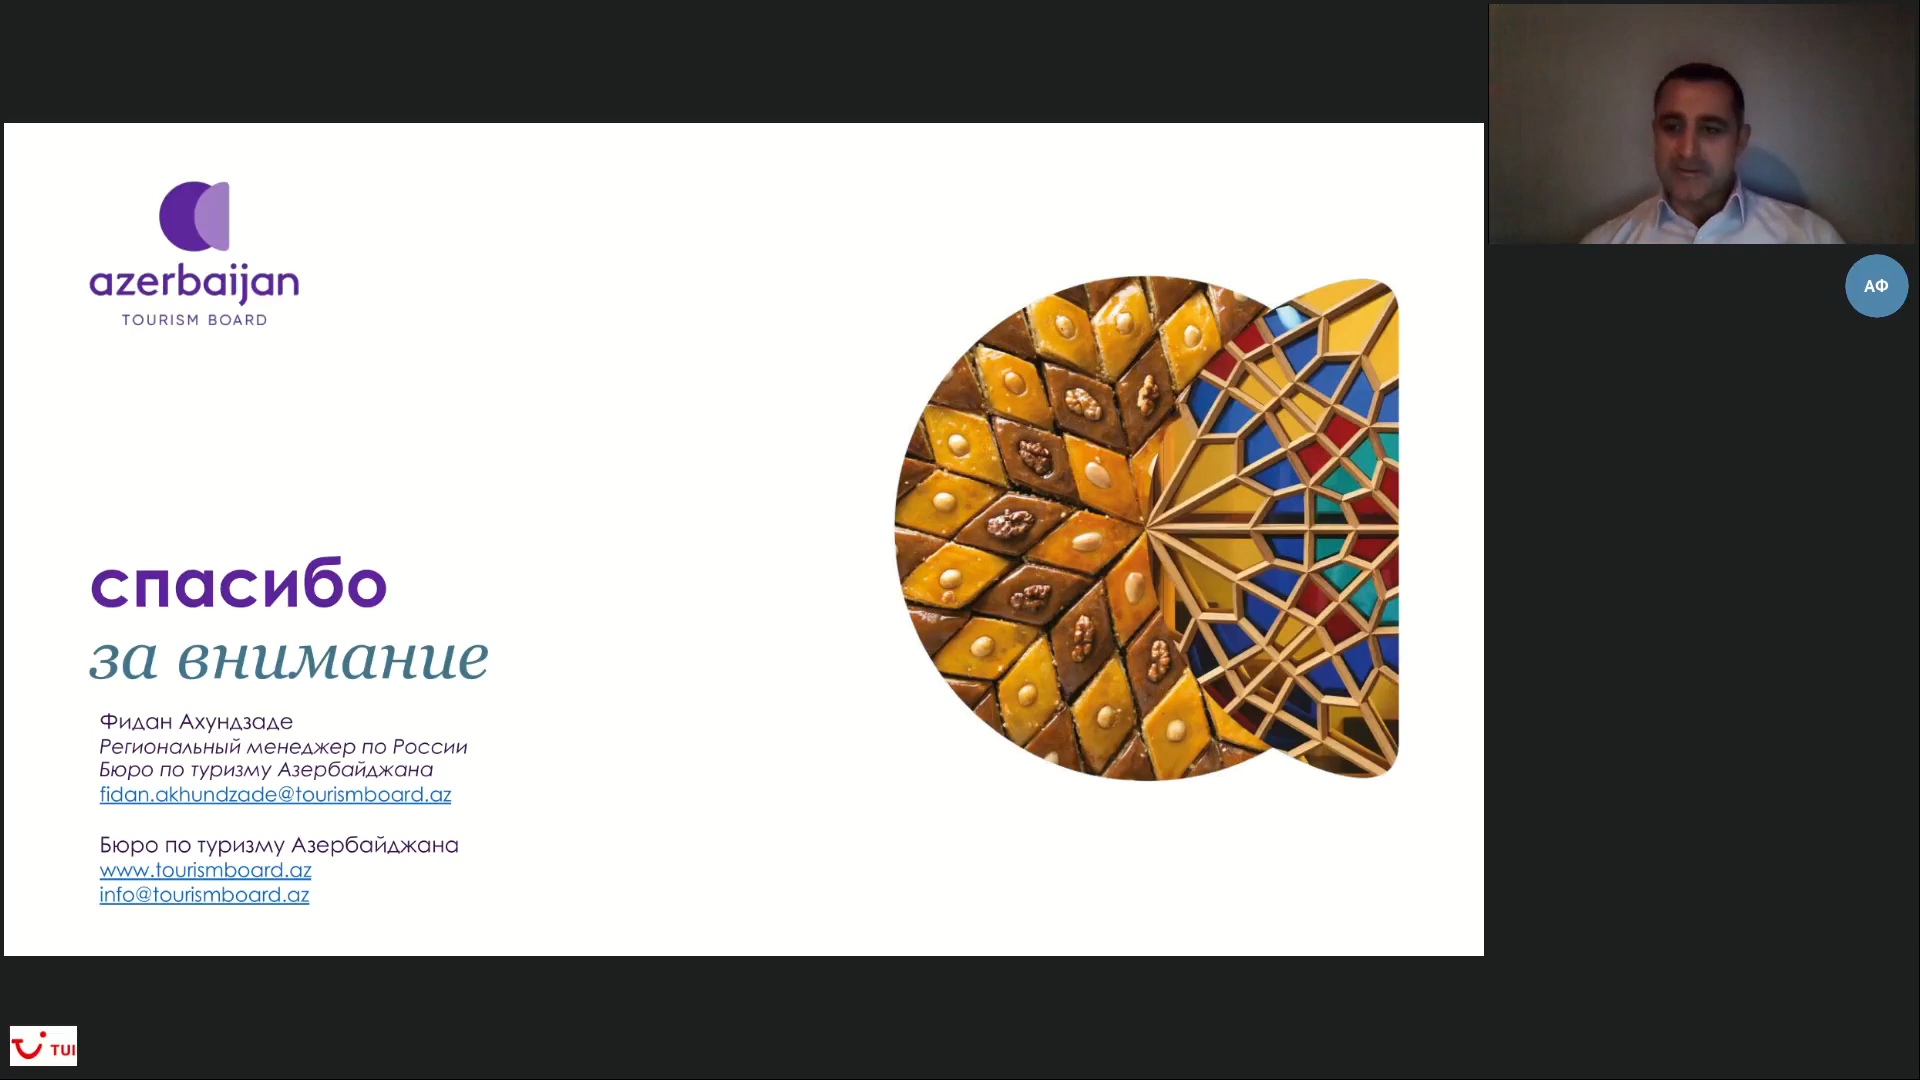 azerbaijan
TOURISM BOARD
спасибо
за внимание
Фидан Ахундзаде
Региональный менеджер по России
Бюро по туризму Азербайджана
fidan.akhundzade@tourismboard.az
Бюро по туризму Азербайджана
www.tourismboard.az
info@tourismboard.az
АФ
TUI